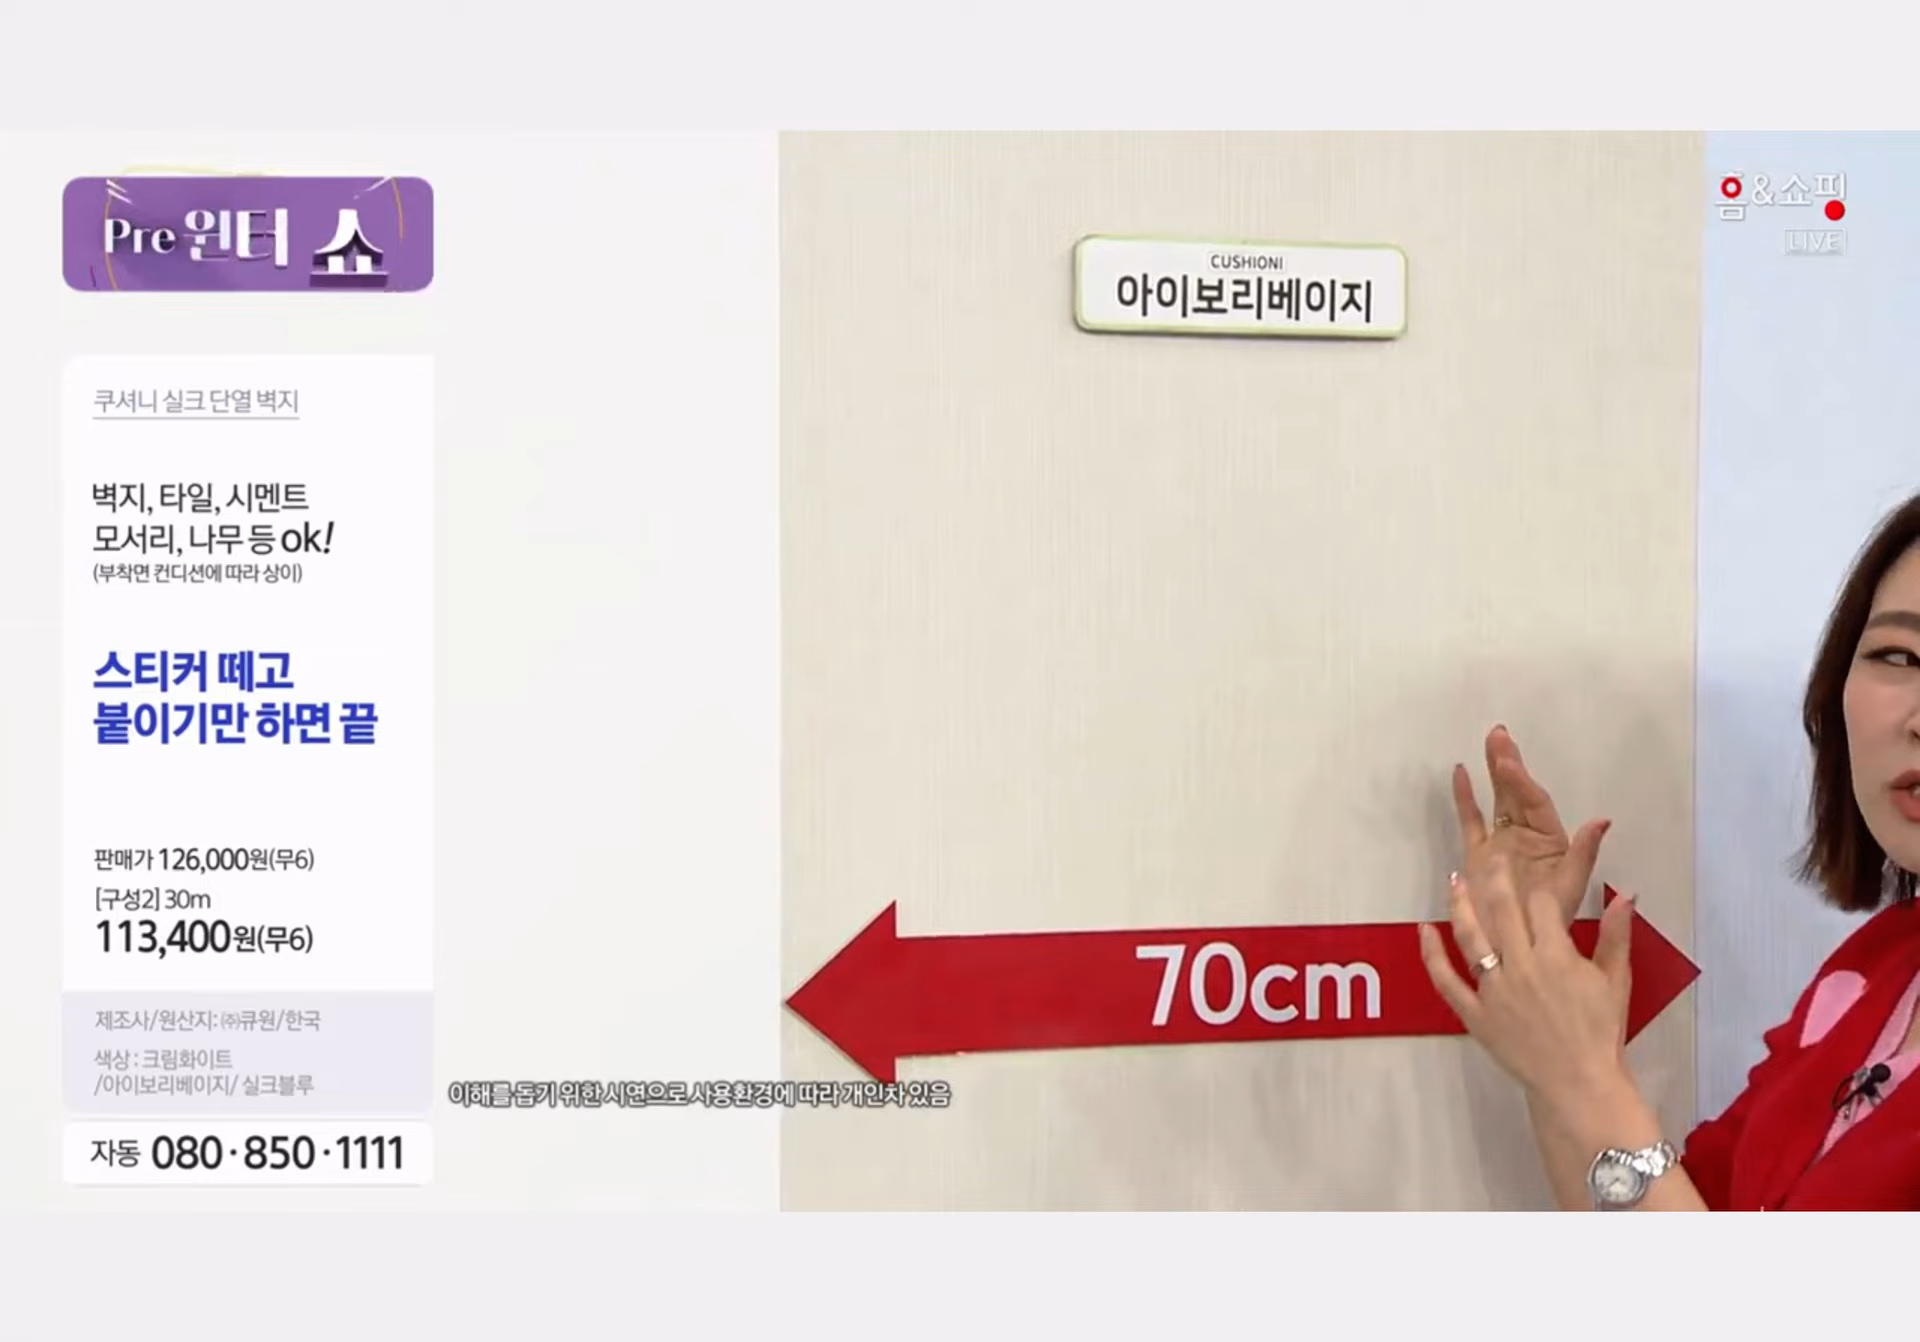 Pre 윈터 쇼
쿠셔니 실크 단열 벽지
벽지, 타일, 시멘트
모서리, 나무 등 ok!
(부착면 컨디션에 따라 상이)
스티커 떼고
붙이기만 하면 끝
판매가 126,000원(무6)
[구성2] 30m
113,400원(무6)
제조사/원산지: ㈜큐원/한국
색상 : 크림화이트
/아이보리베이지/ 실크블루
자동 080·850·1111
홈&쇼핑
LIVE
CUSHIONI
아이보리베이지
70cm
이해를 돕기 위한 시연으로 사용환경에 따라 개인차 있음